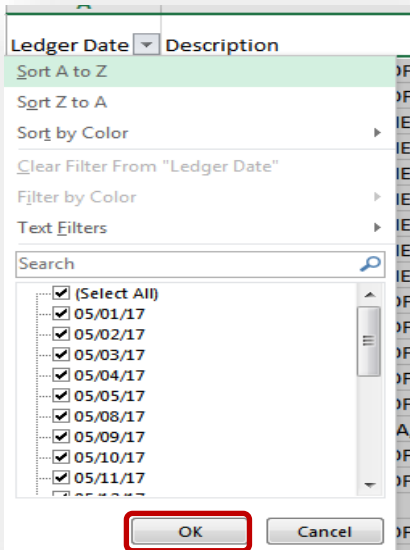 Ledger Date Description
Sort A to Z
Sort Z to A
Sort by Color
Clear Filter From "Ledger Date"
Filter by Color
Text Filters
Search
(Select All)
05/01/17
05/02/17
05/03/17
05/04/17
05/05/17
05/08/17
05/09/17
05/10/17
05/11/17
OK Cancel